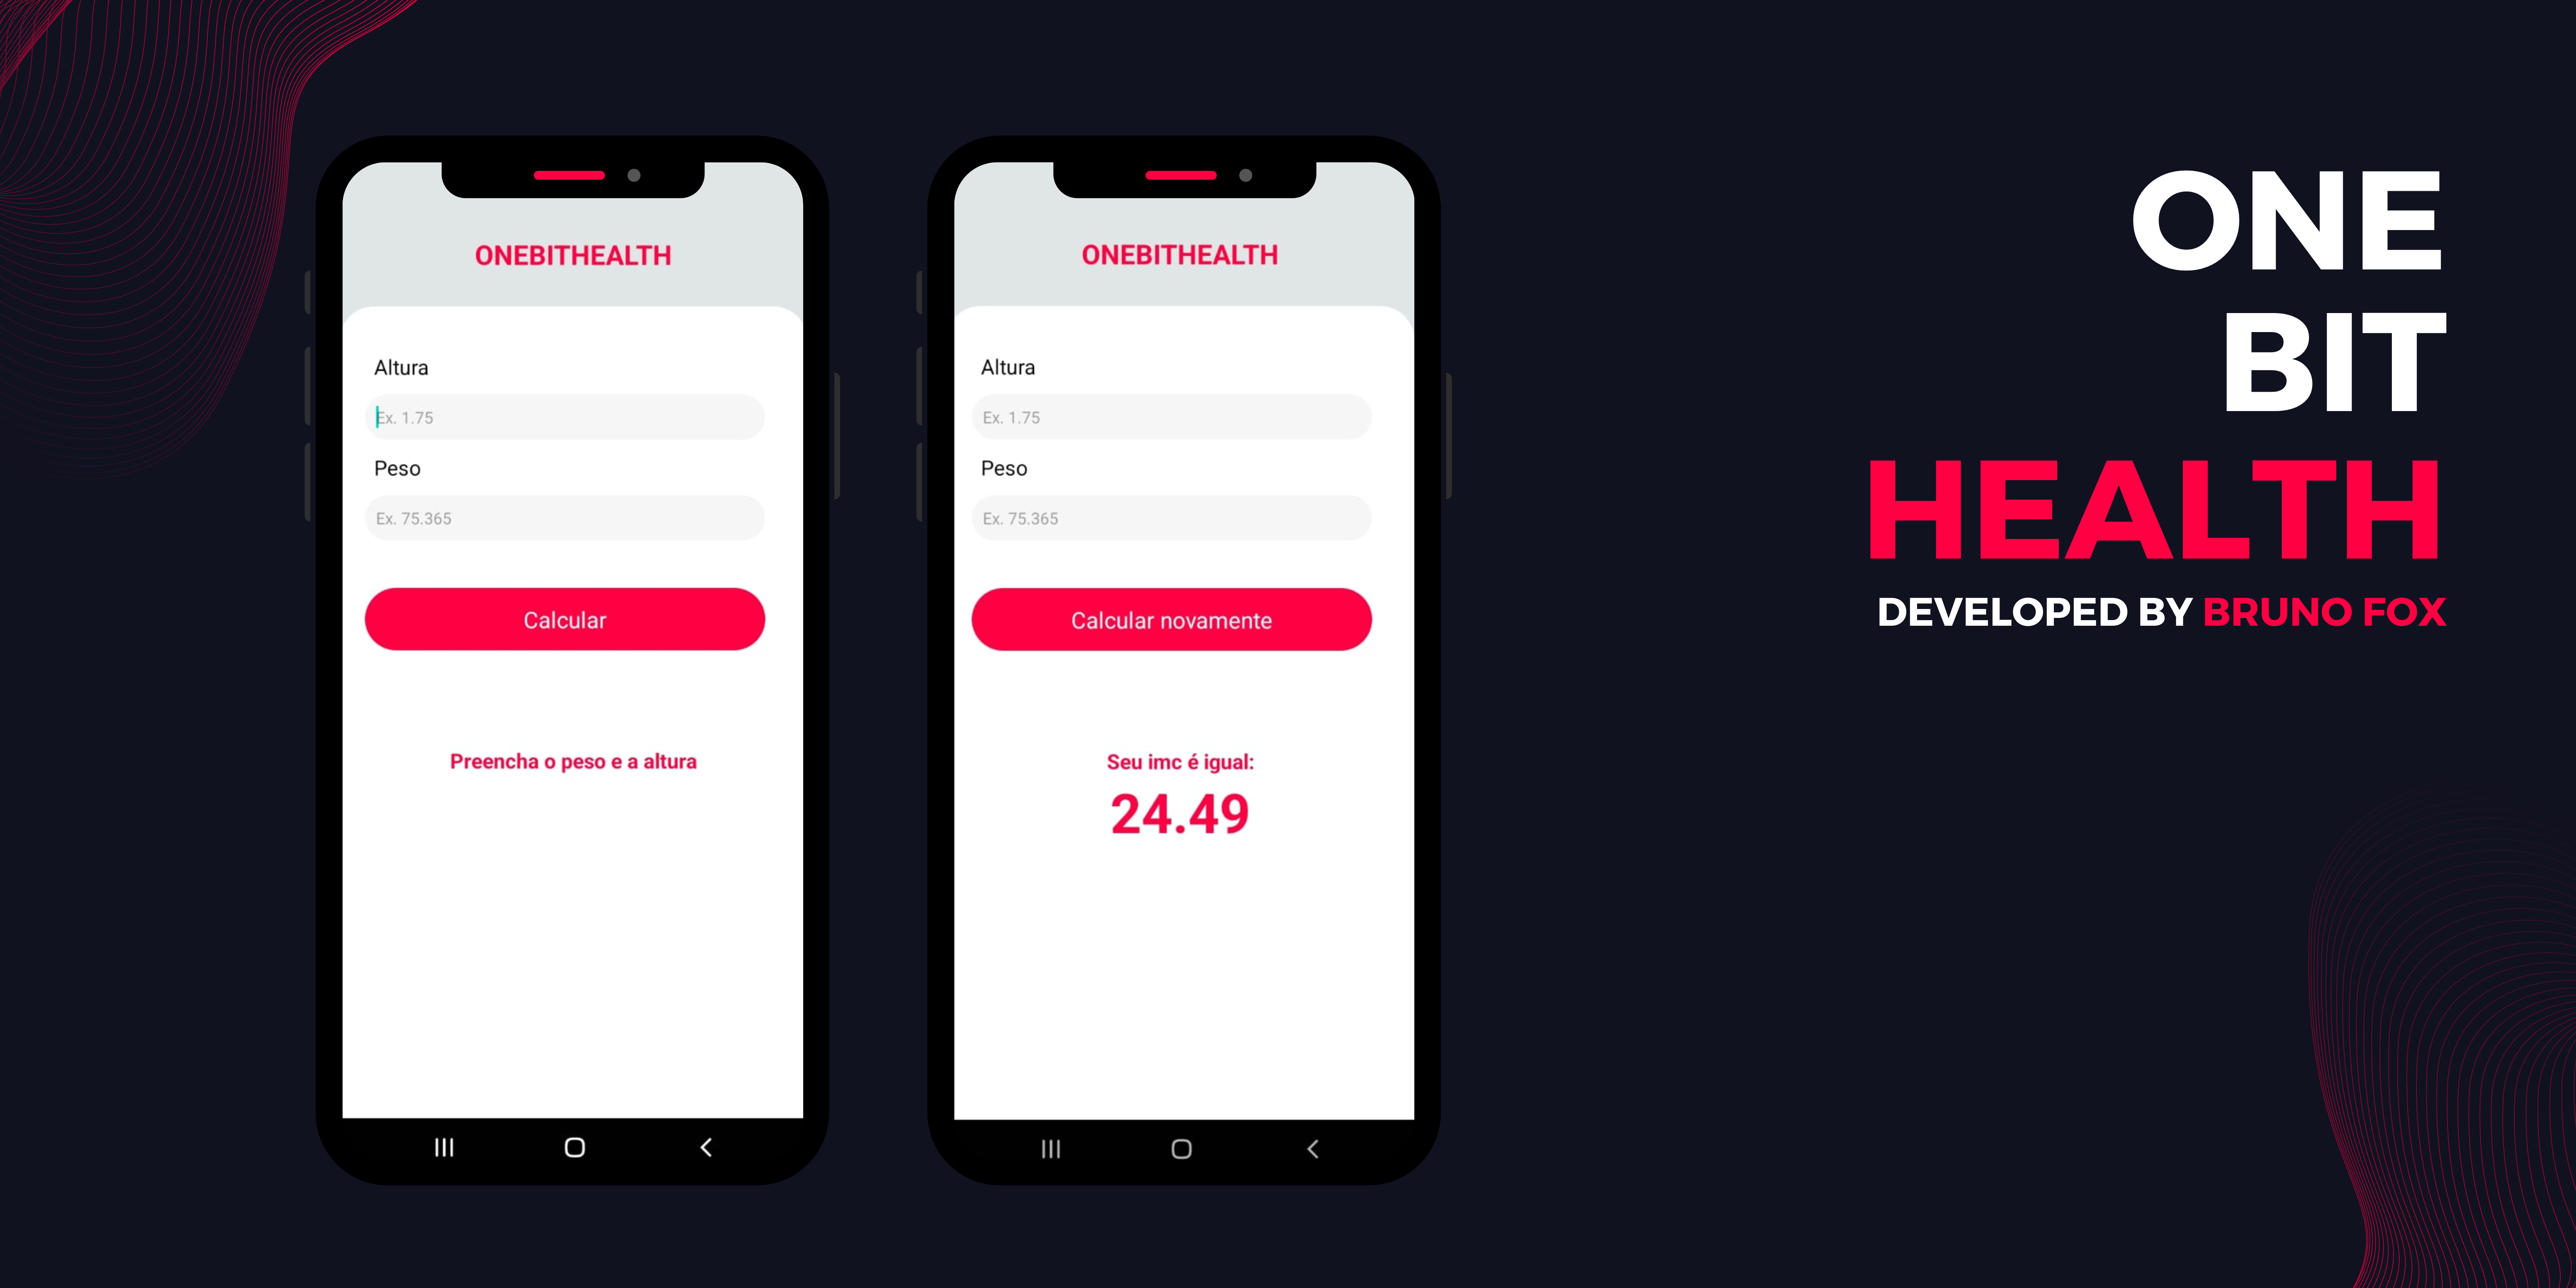 ONEBITHEALTH
Altura
Ex. 1.75
Peso
Ex. 75.365
Calcular
Preencha o peso e a altura
ONEBITHEALTH
Altura
Ex. 1.75
Peso
Ex. 75.365
Calcular novamente
Seu imc é igual:
24.49
ONE
BIT
HEALTH
DEVELOPED BY BRUNO FOX